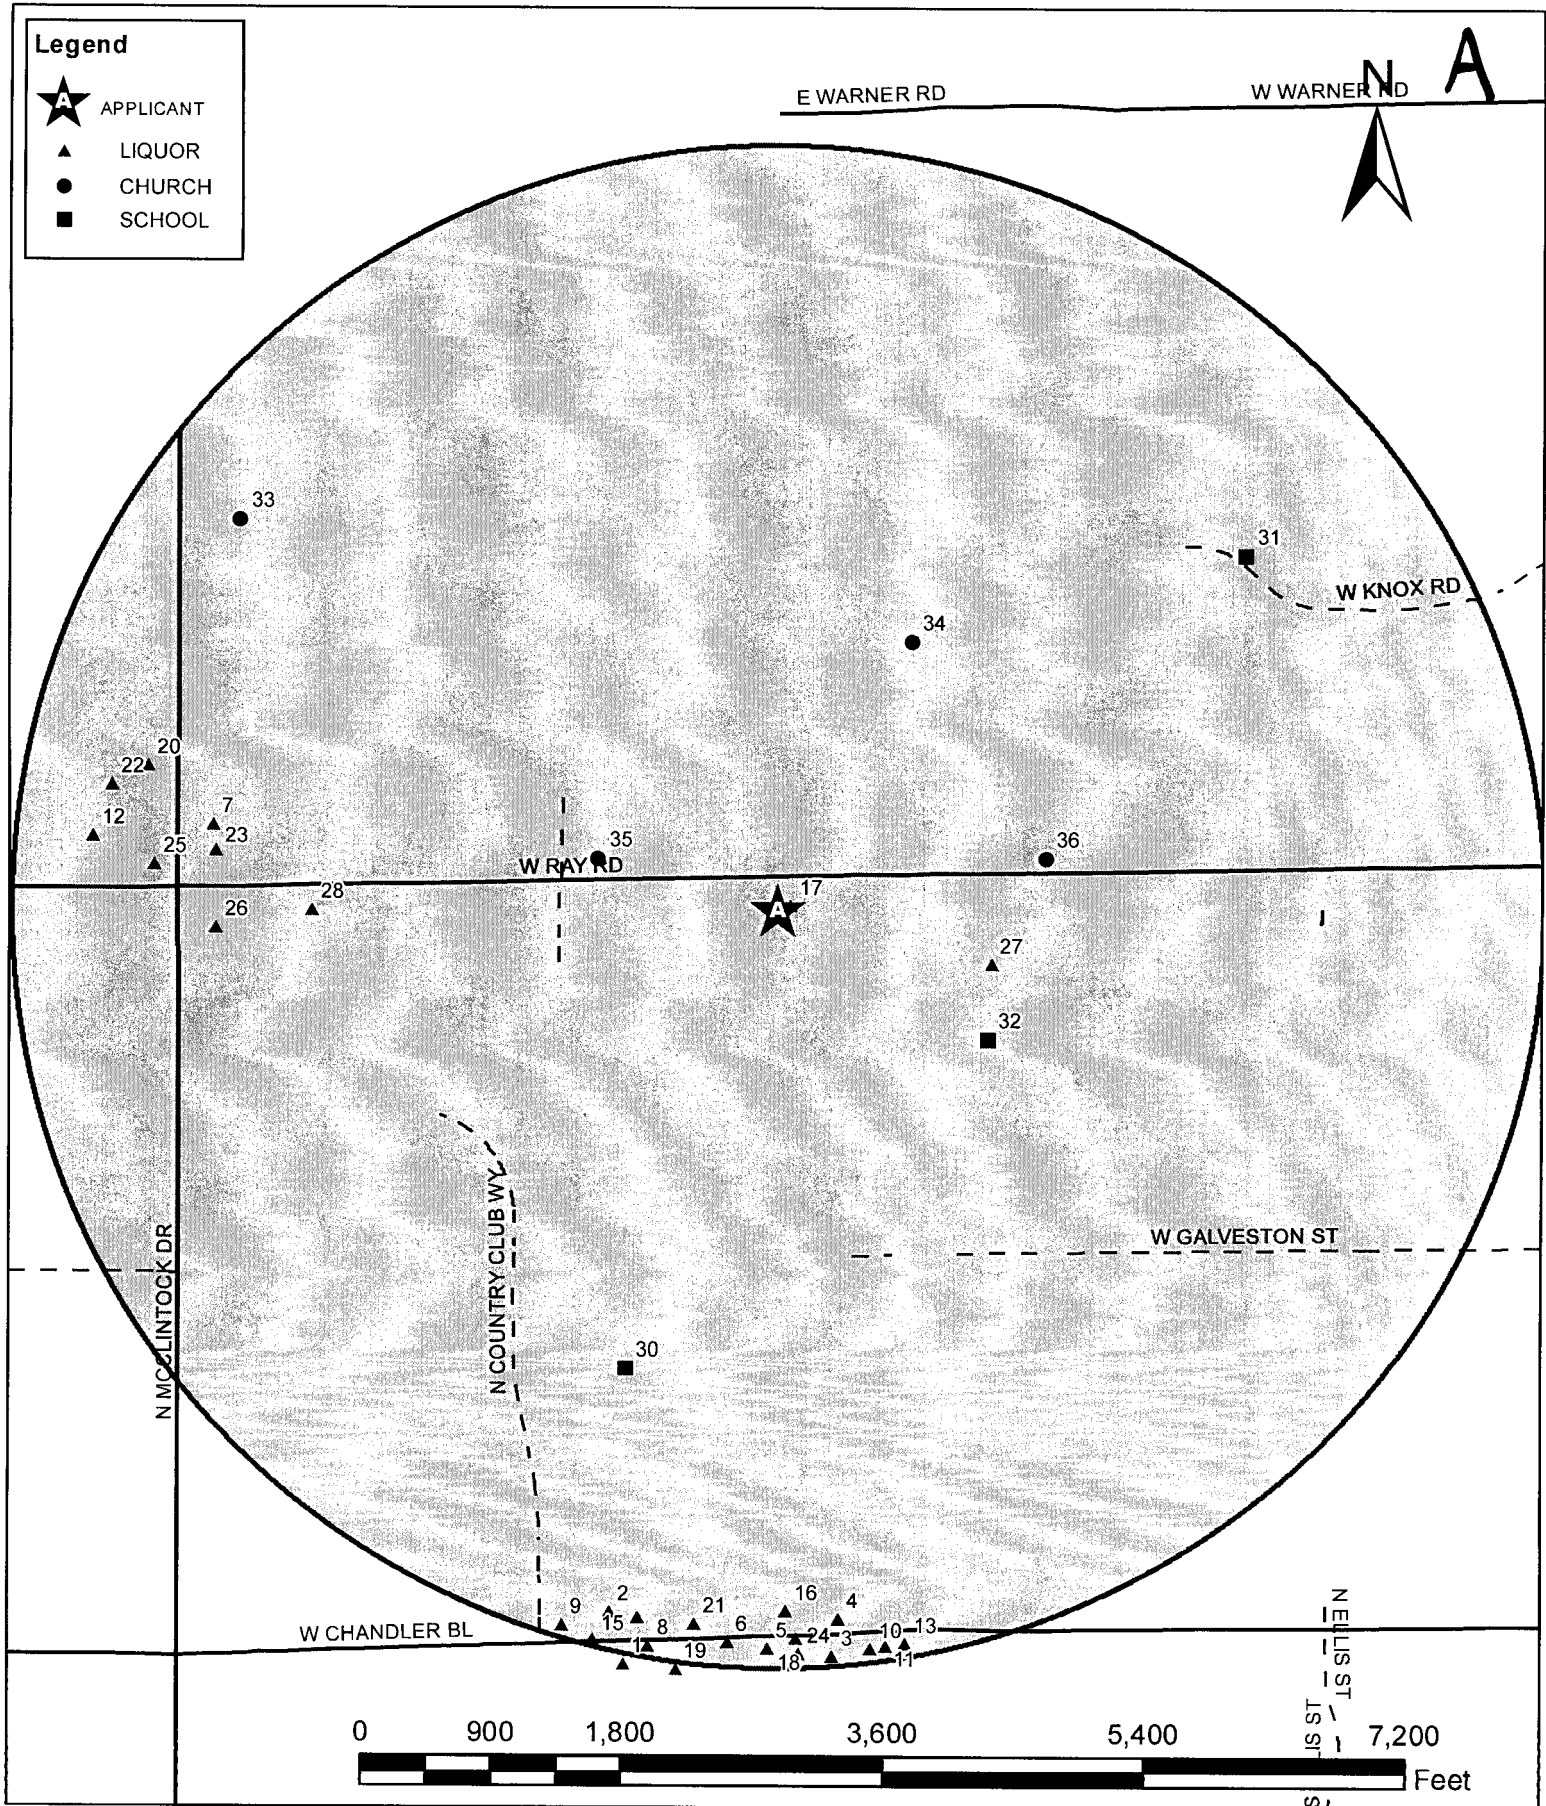 Legend
A APPLICANT
LIQUOR
CHURCH
SCHOOL
N A
E WARNER RD
W WARNER RD
33
31
W KNOX RD
34
20
22
7
12
23
25
35
36
W RAY RD
28
17
A
26
27
32
N MCCLINTOCK DR
N COUNTRY CLUB WY
W GALVESTON ST
30
2
16
4
9
15
21
8
6
5
24
3
10
13
1
19
18
11
W CHANDLER BL
N ELLIS ST
0 900 1,800 3,600 5,400 7,200
Feet